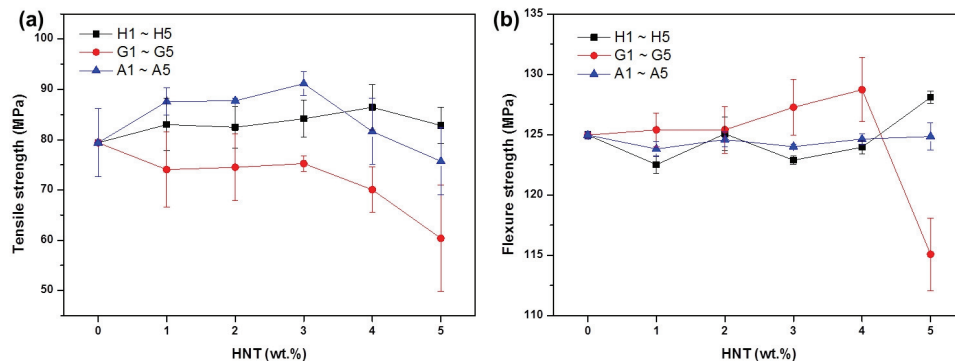 (a)
H1 ~ H5
G1 ~ G5
A1 ~ A5
Tensile strength (MPa)
100
90
80
70
60
50
0 1 2 3 4 5
HNT (wt.%)
(b)
H1 ~ H5
G1 ~ G5
A1 ~ A5
Flexure strength (MPa)
135
130
125
120
115
110
0 1 2 3 4 5
HNT (wt.%)